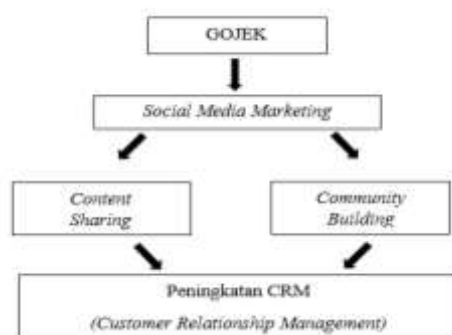 GOJEK
Social Media Marketing
Content
Sharing
Community
Building
Peningkatan CRM
(Customer Relationship Management)